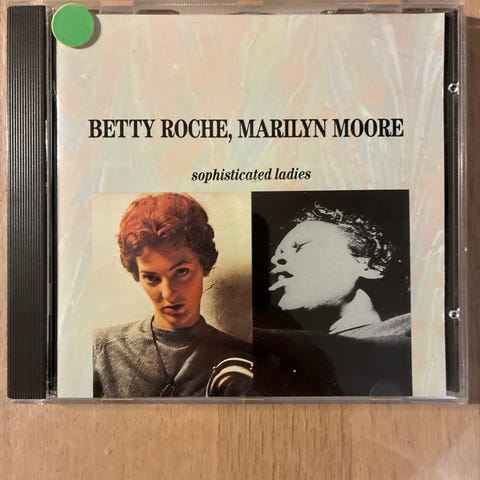 BETTY ROCHE, MARILYN MOORE
sophisticated ladies